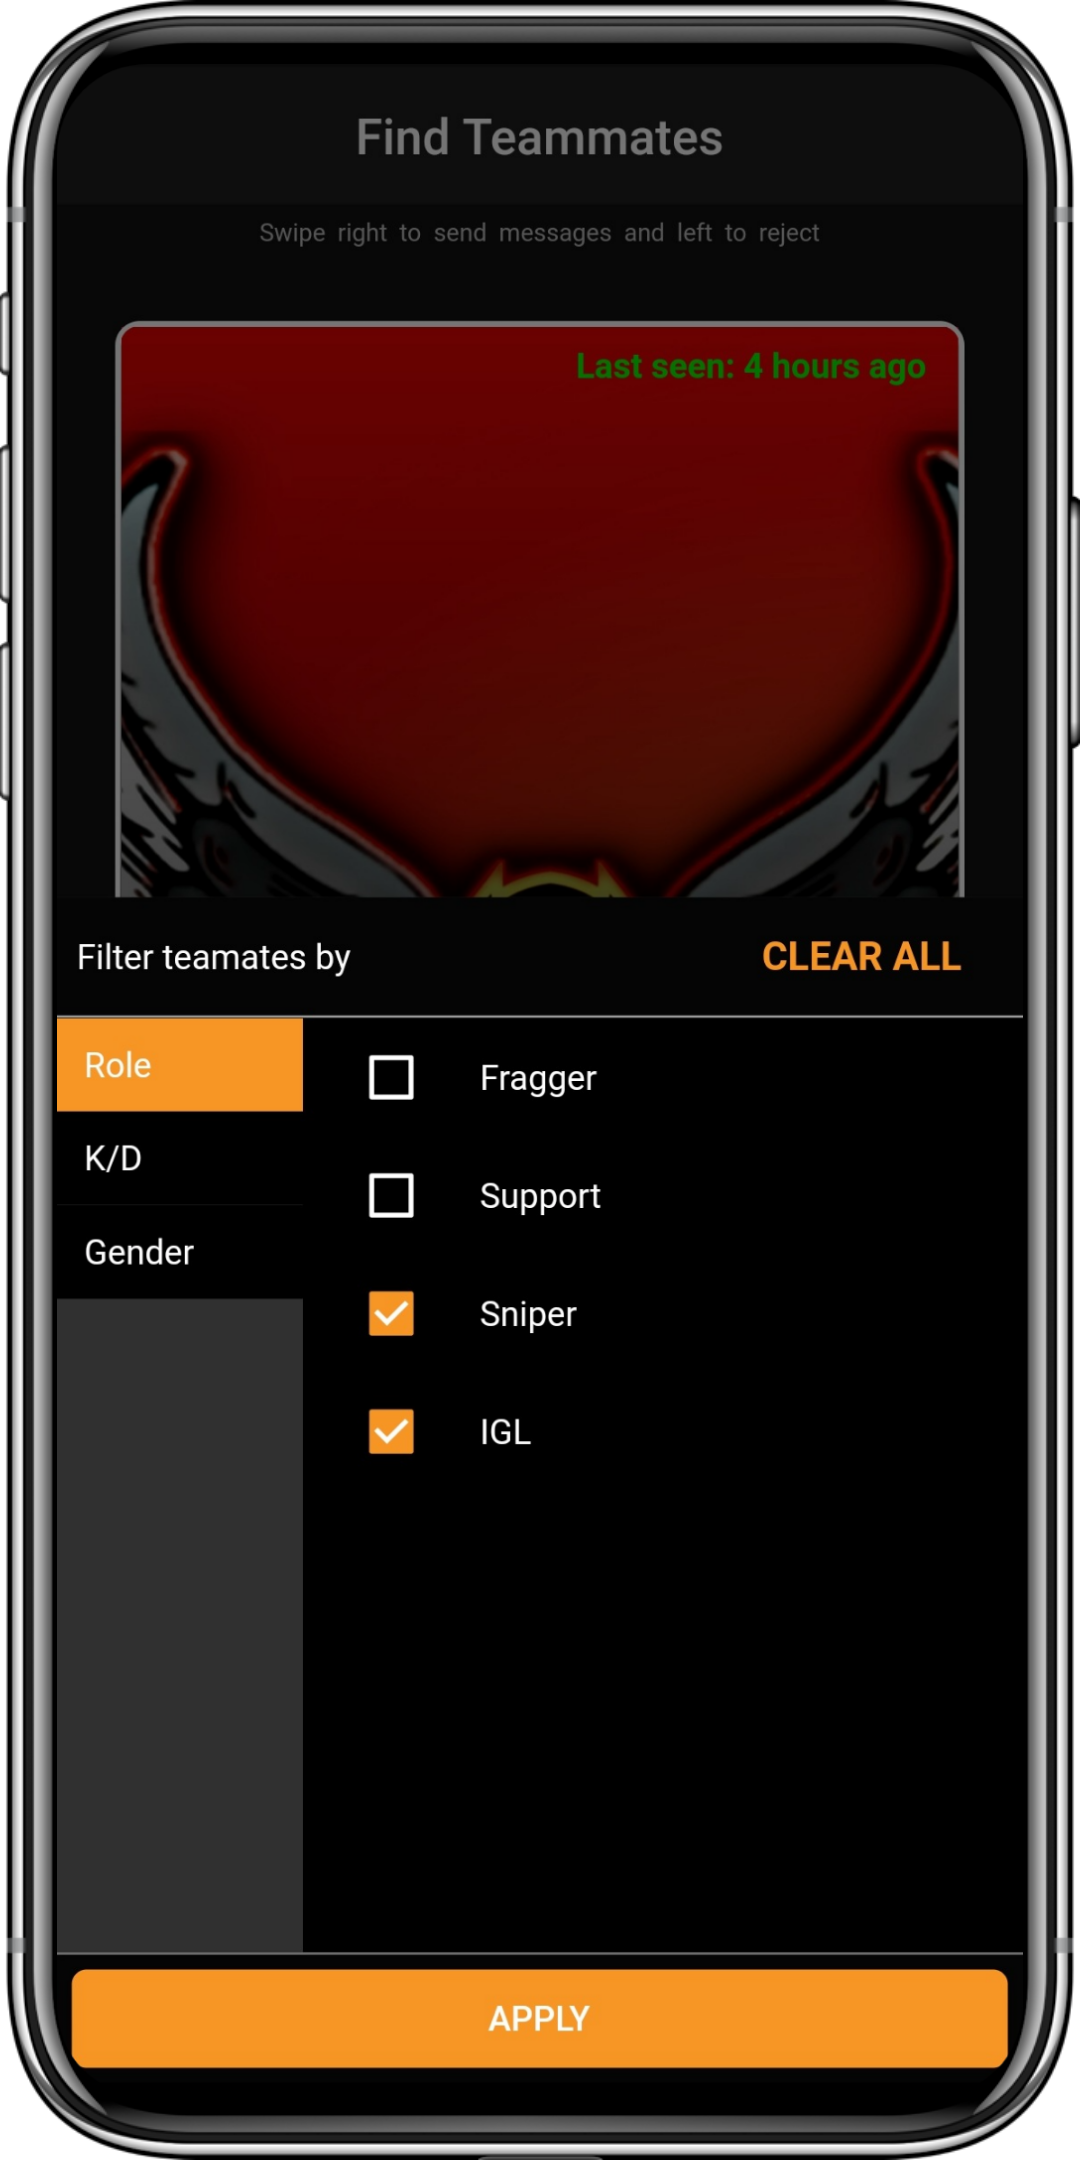 Find Teammates
Swipe right to send messages and left to reject
Last seen: 4 hours ago
Filter teamates by
CLEAR ALL
Role
Fragger
K/D
Support
Gender
Sniper
IGL
APPLY